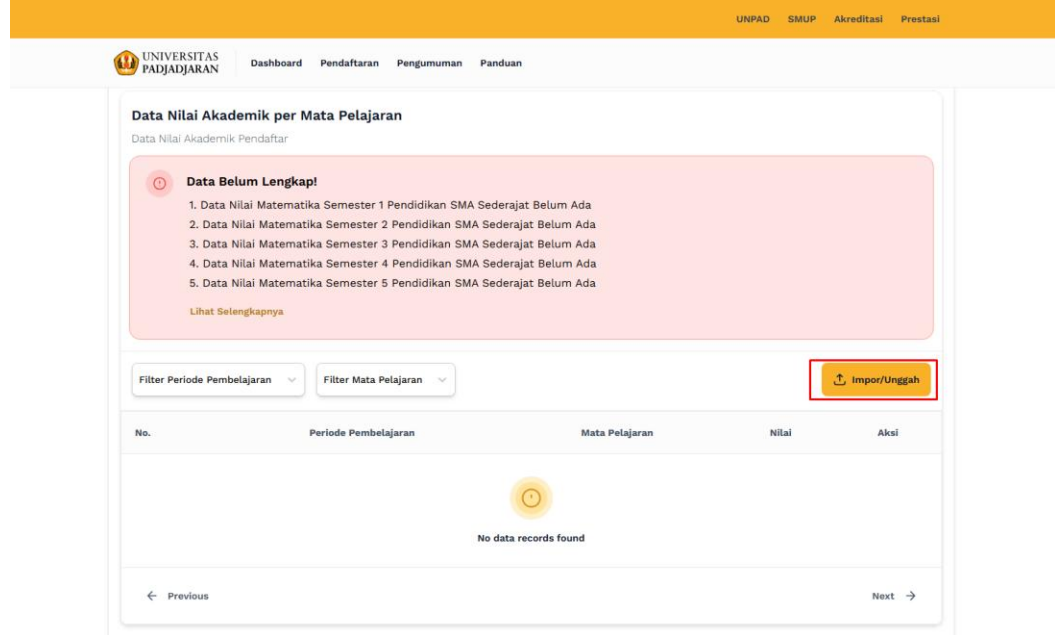 UNPAD SMUP Akreditasi Prestasi
UNIVERSITAS
PADJADJARAN
Dashboard Pendaftaran Pengumuman Panduan
Data Nilai Akademik per Mata Pelajaran
Data Nilai Akademik Pendaftar
Data Belum Lengkap!
1. Data Nilai Matematika Semester 1 Pendidikan SMA Sederajat Belum Ada
2. Data Nilai Matematika Semester 2 Pendidikan SMA Sederajat Belum Ada
3. Data Nilai Matematika Semester 3 Pendidikan SMA Sederajat Belum Ada
4. Data Nilai Matematika Semester 4 Pendidikan SMA Sederajat Belum Ada
5. Data Nilai Matematika Semester 5 Pendidikan SMA Sederajat Belum Ada
Lihat Selengkapnya
Filter Periode Pembelajaran Filter Mata Pelajaran Impor/Unggah
No. Periode Pembelajaran Mata Pelajaran Nilai Aksi
No data records found
Previous Next